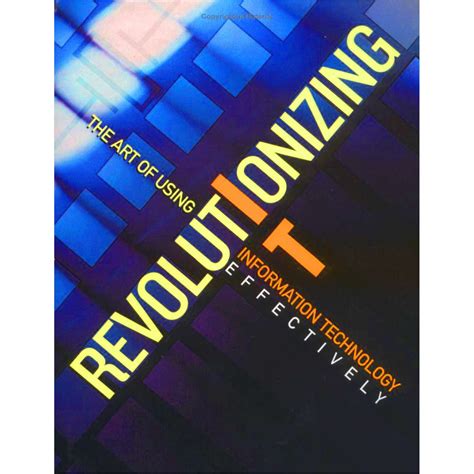 THE ART OF USING
REVOLUTIONIZING
IT
INFORMATION TECHNOLOGY
EFFECTIVELY